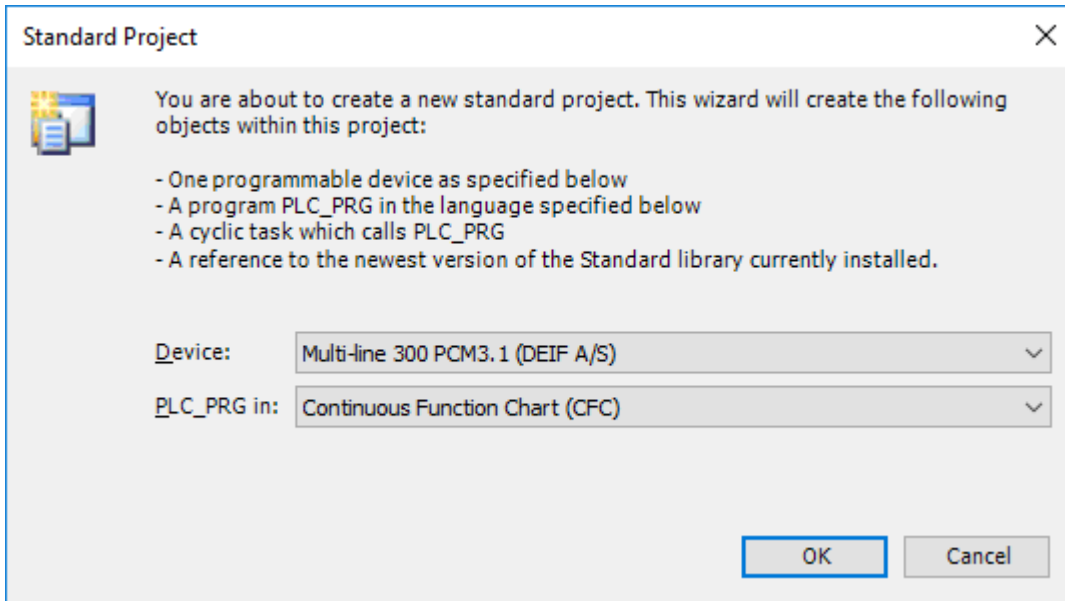 Standard Project
You are about to create a new standard project. This wizard will create the following
objects within this project:
- One programmable device as specified below
- A program PLC_PRG in the language specified below
- A cyclic task which calls PLC_PRG
- A reference to the newest version of the Standard library currently installed.
Device: Multi-line 300 PCM3.1 (DEIF A/S)
PLC_PRG in: Continuous Function Chart (CFC)
OK Cancel